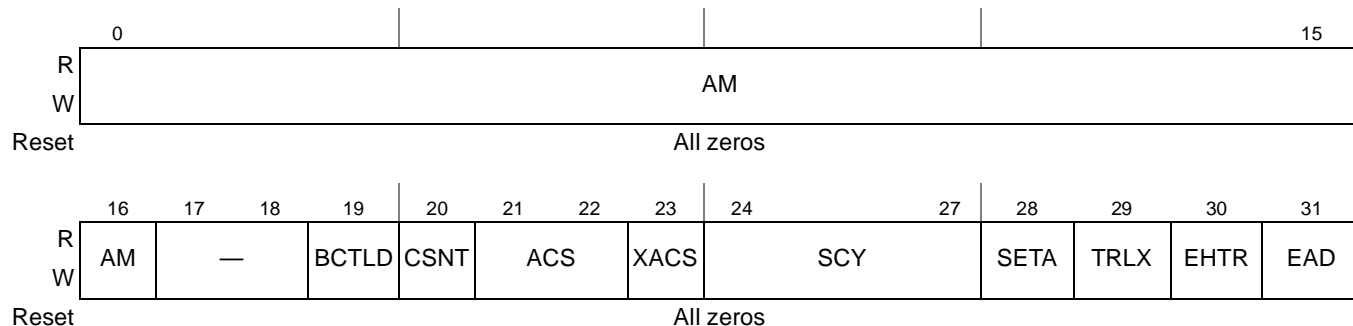 0 15
R
AM
W
Reset All zeros
16 17 18 19 20 21 22 23 24 27 28 29 30 31
R
AM — BCTLD CSNT ACS XACS SCY SETA TRLX EHTR EAD
W
Reset All zeros